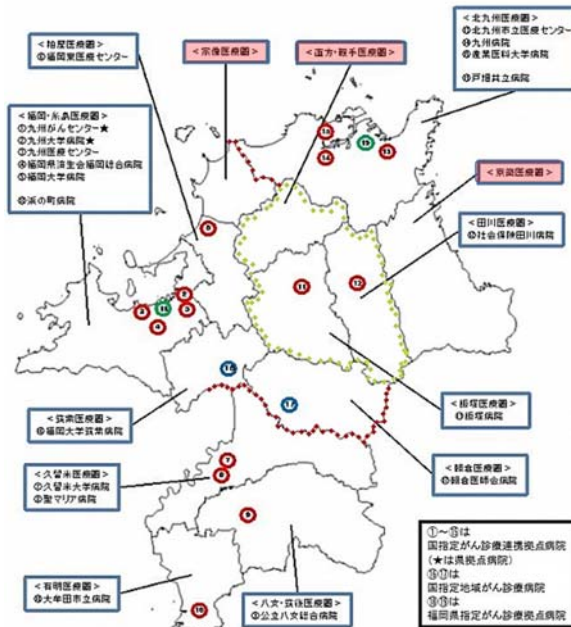 <粕屋医療圏>
⑥福岡東医療センター
<宗像医療圏>
<直方・鞍手医療圏>
<北九州医療圏>
⑬北九州市立医療センター
⑭九州病院
⑮産業医科大学病院
⑲戸畑共立病院
<福岡・糸島医療圏>
①九州がんセンター★
②九州大学病院★
③九州医療センター
④福岡県済生会福岡総合病院
⑤福岡大学病院
⑱浜の町病院
<京築医療圏>
<田川医療圏>
⑫社会保険田川病院
⑲
⑪
⑫
⑰
⑦
⑨
⑩
<飯塚医療圏>
⑪飯塚病院
<筑紫医療圏>
⑯福岡大学筑紫病院
<朝倉医療圏>
⑰朝倉医師会病院
<久留米医療圏>
⑦久留米大学病院
⑧聖マリア病院
<有明医療圏>
⑩大牟田市立病院
<八女・筑後医療圏>
⑨公立八女総合病院
①~⑮は
国指定がん診療連携拠点病院
(★は県拠点病院)
⑯⑰は
国指定地域がん診療病院
⑱⑲は
福岡県指定がん診療拠点病院